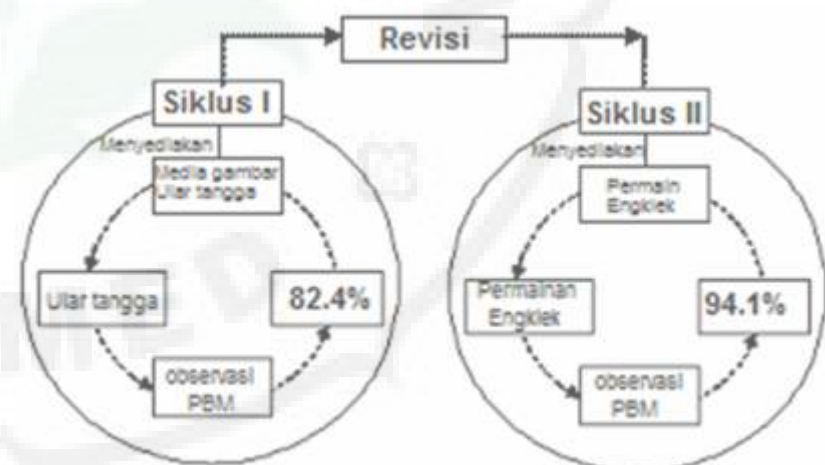 Revisi
Siklus I
Menyediakan
Media gambar
Ular tangga
Ular tangga
82.4%
observasi
PBM
Siklus II
Menyediakan
Permain
Engklek
Permainan
Engklek
94.1%
observasi
PBM